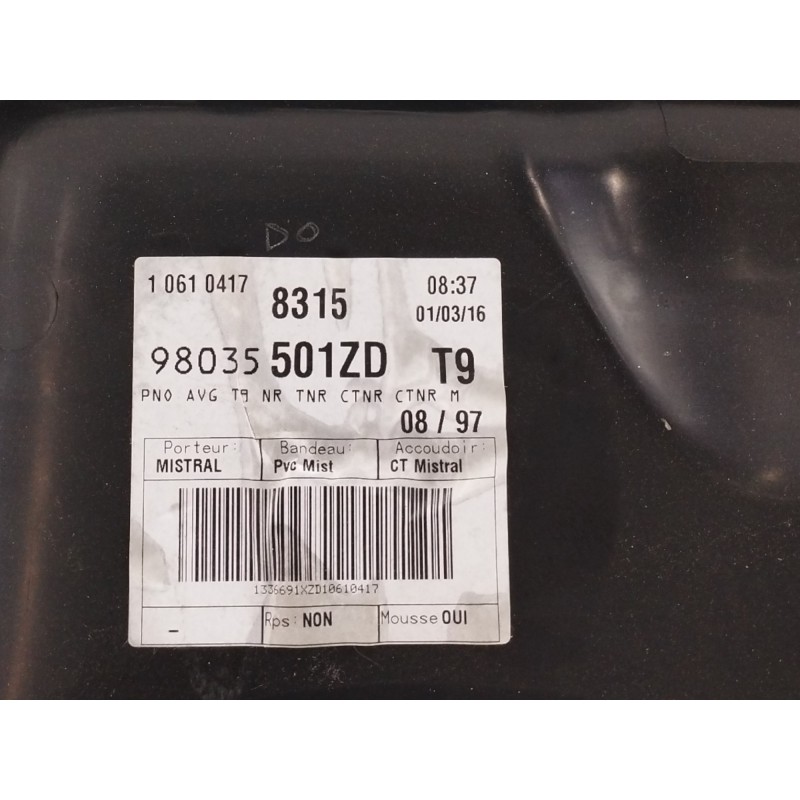 DO
1 061 0417 8315 08:37
01/03/16
98035 501ZD T9
PNO AVG T9 NR TNR CTNR CTNR M
08 / 97
Porteur: Bandeau: Accoudoir:
MISTRAL Pvc Mist CT Mistral
1336691XZD10610417
_ Rps: NON Mousse OUI